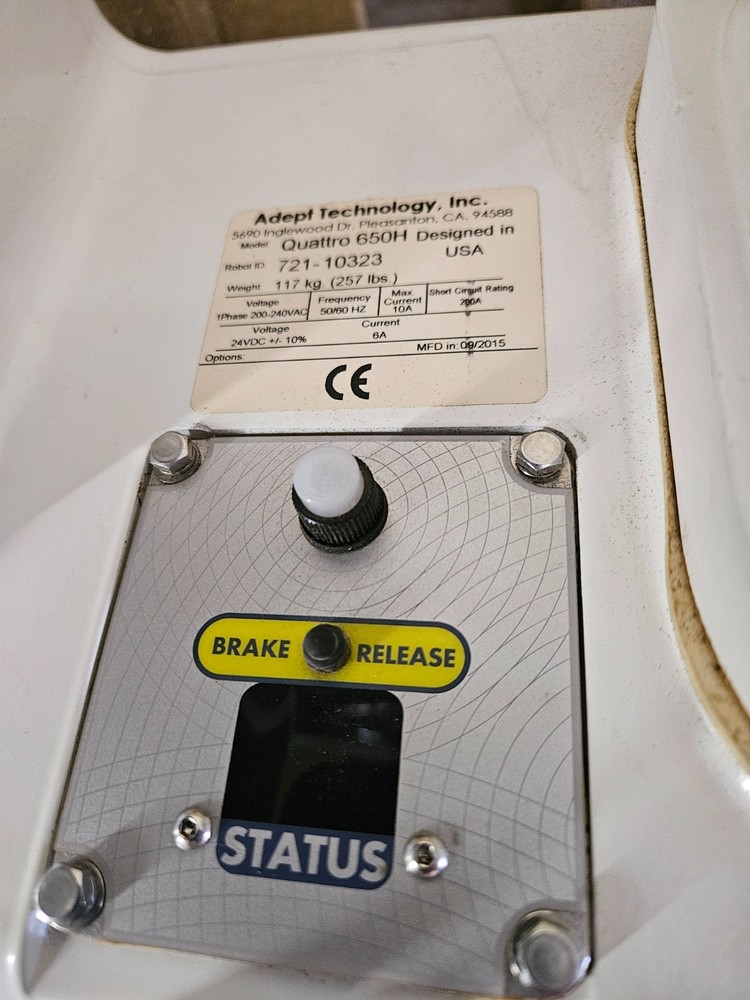 Adept Technology, Inc.
5690 Inglewood Dr. Pleasanton, CA. 94588
Model: Quattro 650H Designed in
USA
Robot ID: 721-10323
Weight: 117 kg. (257 lbs.)
Voltage Frequency Max. Current Short Circuit Rating
1Phase 200-240VAC 50/60 HZ 10A 200A
Voltage Current
24VDC +/- 10% 6A
Options: MFD in: 09/2015
CE
BRAKE RELEASE
STATUS